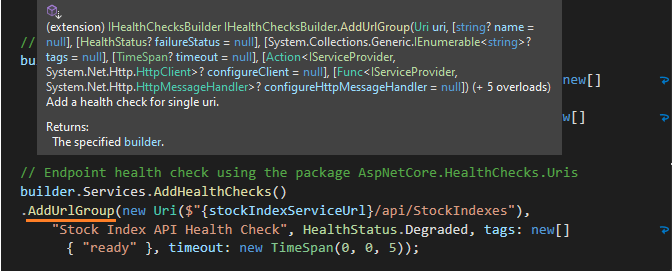 (extension) IHealthChecksBuilder IHealthChecksBuilder.AddUrlGroup(Uri uri, [string? name =
null], [HealthStatus? failureStatus = null], [System.Collections.Generic.IEnumerable<string>?
tags = null], [TimeSpan? timeout = null], [Action<IServiceProvider,
System.Net.Http.HttpClient>? configureClient = null], [Func<IServiceProvider,
System.Net.Http.HttpMessageHandler>? configureHttpMessageHandler = null]) (+ 5 overloads)
Add a health check for single uri.
Returns:
The specified builder.
//
bu
new[]
new[]
// Endpoint health check using the package AspNetCore.HealthChecks.Uris
builder.Services.AddHealthChecks()
.AddUrlGroup(new Uri($"{stockIndexServiceUrl}/api/StockIndexes"),
"Stock Index API Health Check", HealthStatus.Degraded, tags: new[]
{ "ready" }, timeout: new TimeSpan(0, 0, 5));